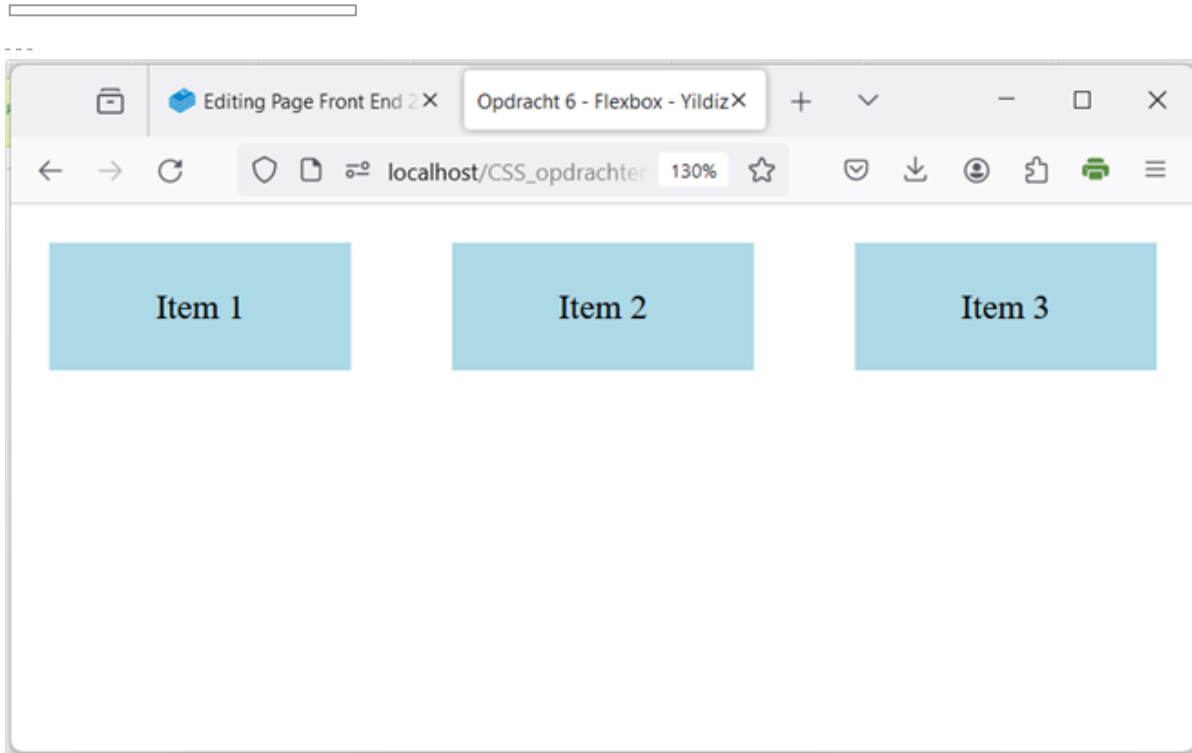 Editing Page Front End 2
Opdracht 6 - Flexbox - Yildiz
localhost/CSS_opdrachten
130%
Item 1
Item 2
Item 3